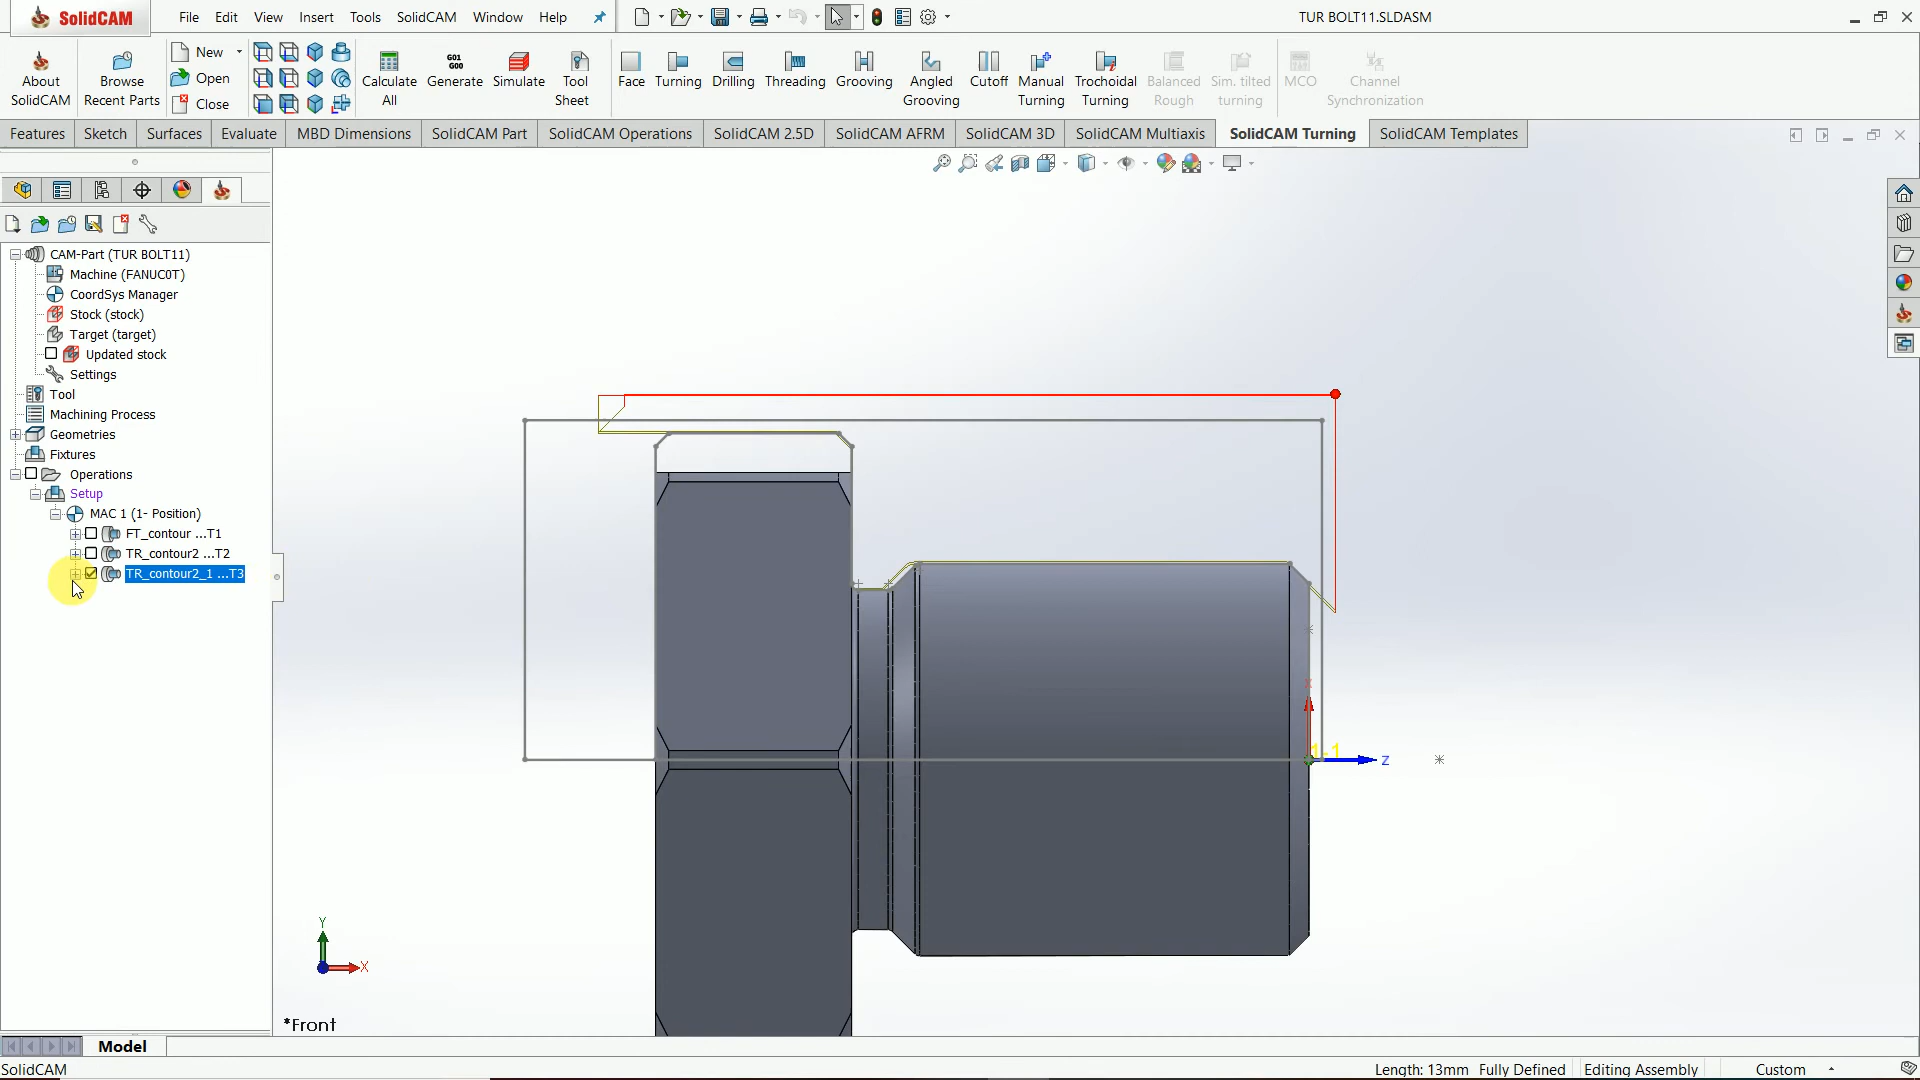 SolidCAM File Edit View Insert Tools SolidCAM Window Help TUR BOLT11.SLDASM
About SolidCAM
Browse Recent Parts
New
Open
Close
Calculate All
G01 G00
Generate
Simulate
Tool Sheet
Face
Turning
Drilling
Threading
Grooving
Angled Grooving
Cutoff
Manual Turning
Trochoidal Turning
Balanced Rough
Sim. tilted turning
MCO
Channel Synchronization
Features Sketch Surfaces Evaluate MBD Dimensions SolidCAM Part SolidCAM Operations SolidCAM 2.5D SolidCAM AFRM SolidCAM 3D SolidCAM Multiaxis SolidCAM Turning SolidCAM Templates
CAM-Part (TUR BOLT11)
Machine (FANUC0T)
CoordSys Manager
Stock (stock)
Target (target)
Updated stock
Settings
Tool
Machining Process
Geometries
Fixtures
Operations
Setup
MAC 1 (1- Position)
FT_contour ...T1
TR_contour2 ...T2
TR_contour2_1 ...T3
X
1-1
Z
Y
X
*Front
Model
SolidCAM Length: 13mm Fully Defined Editing Assembly Custom